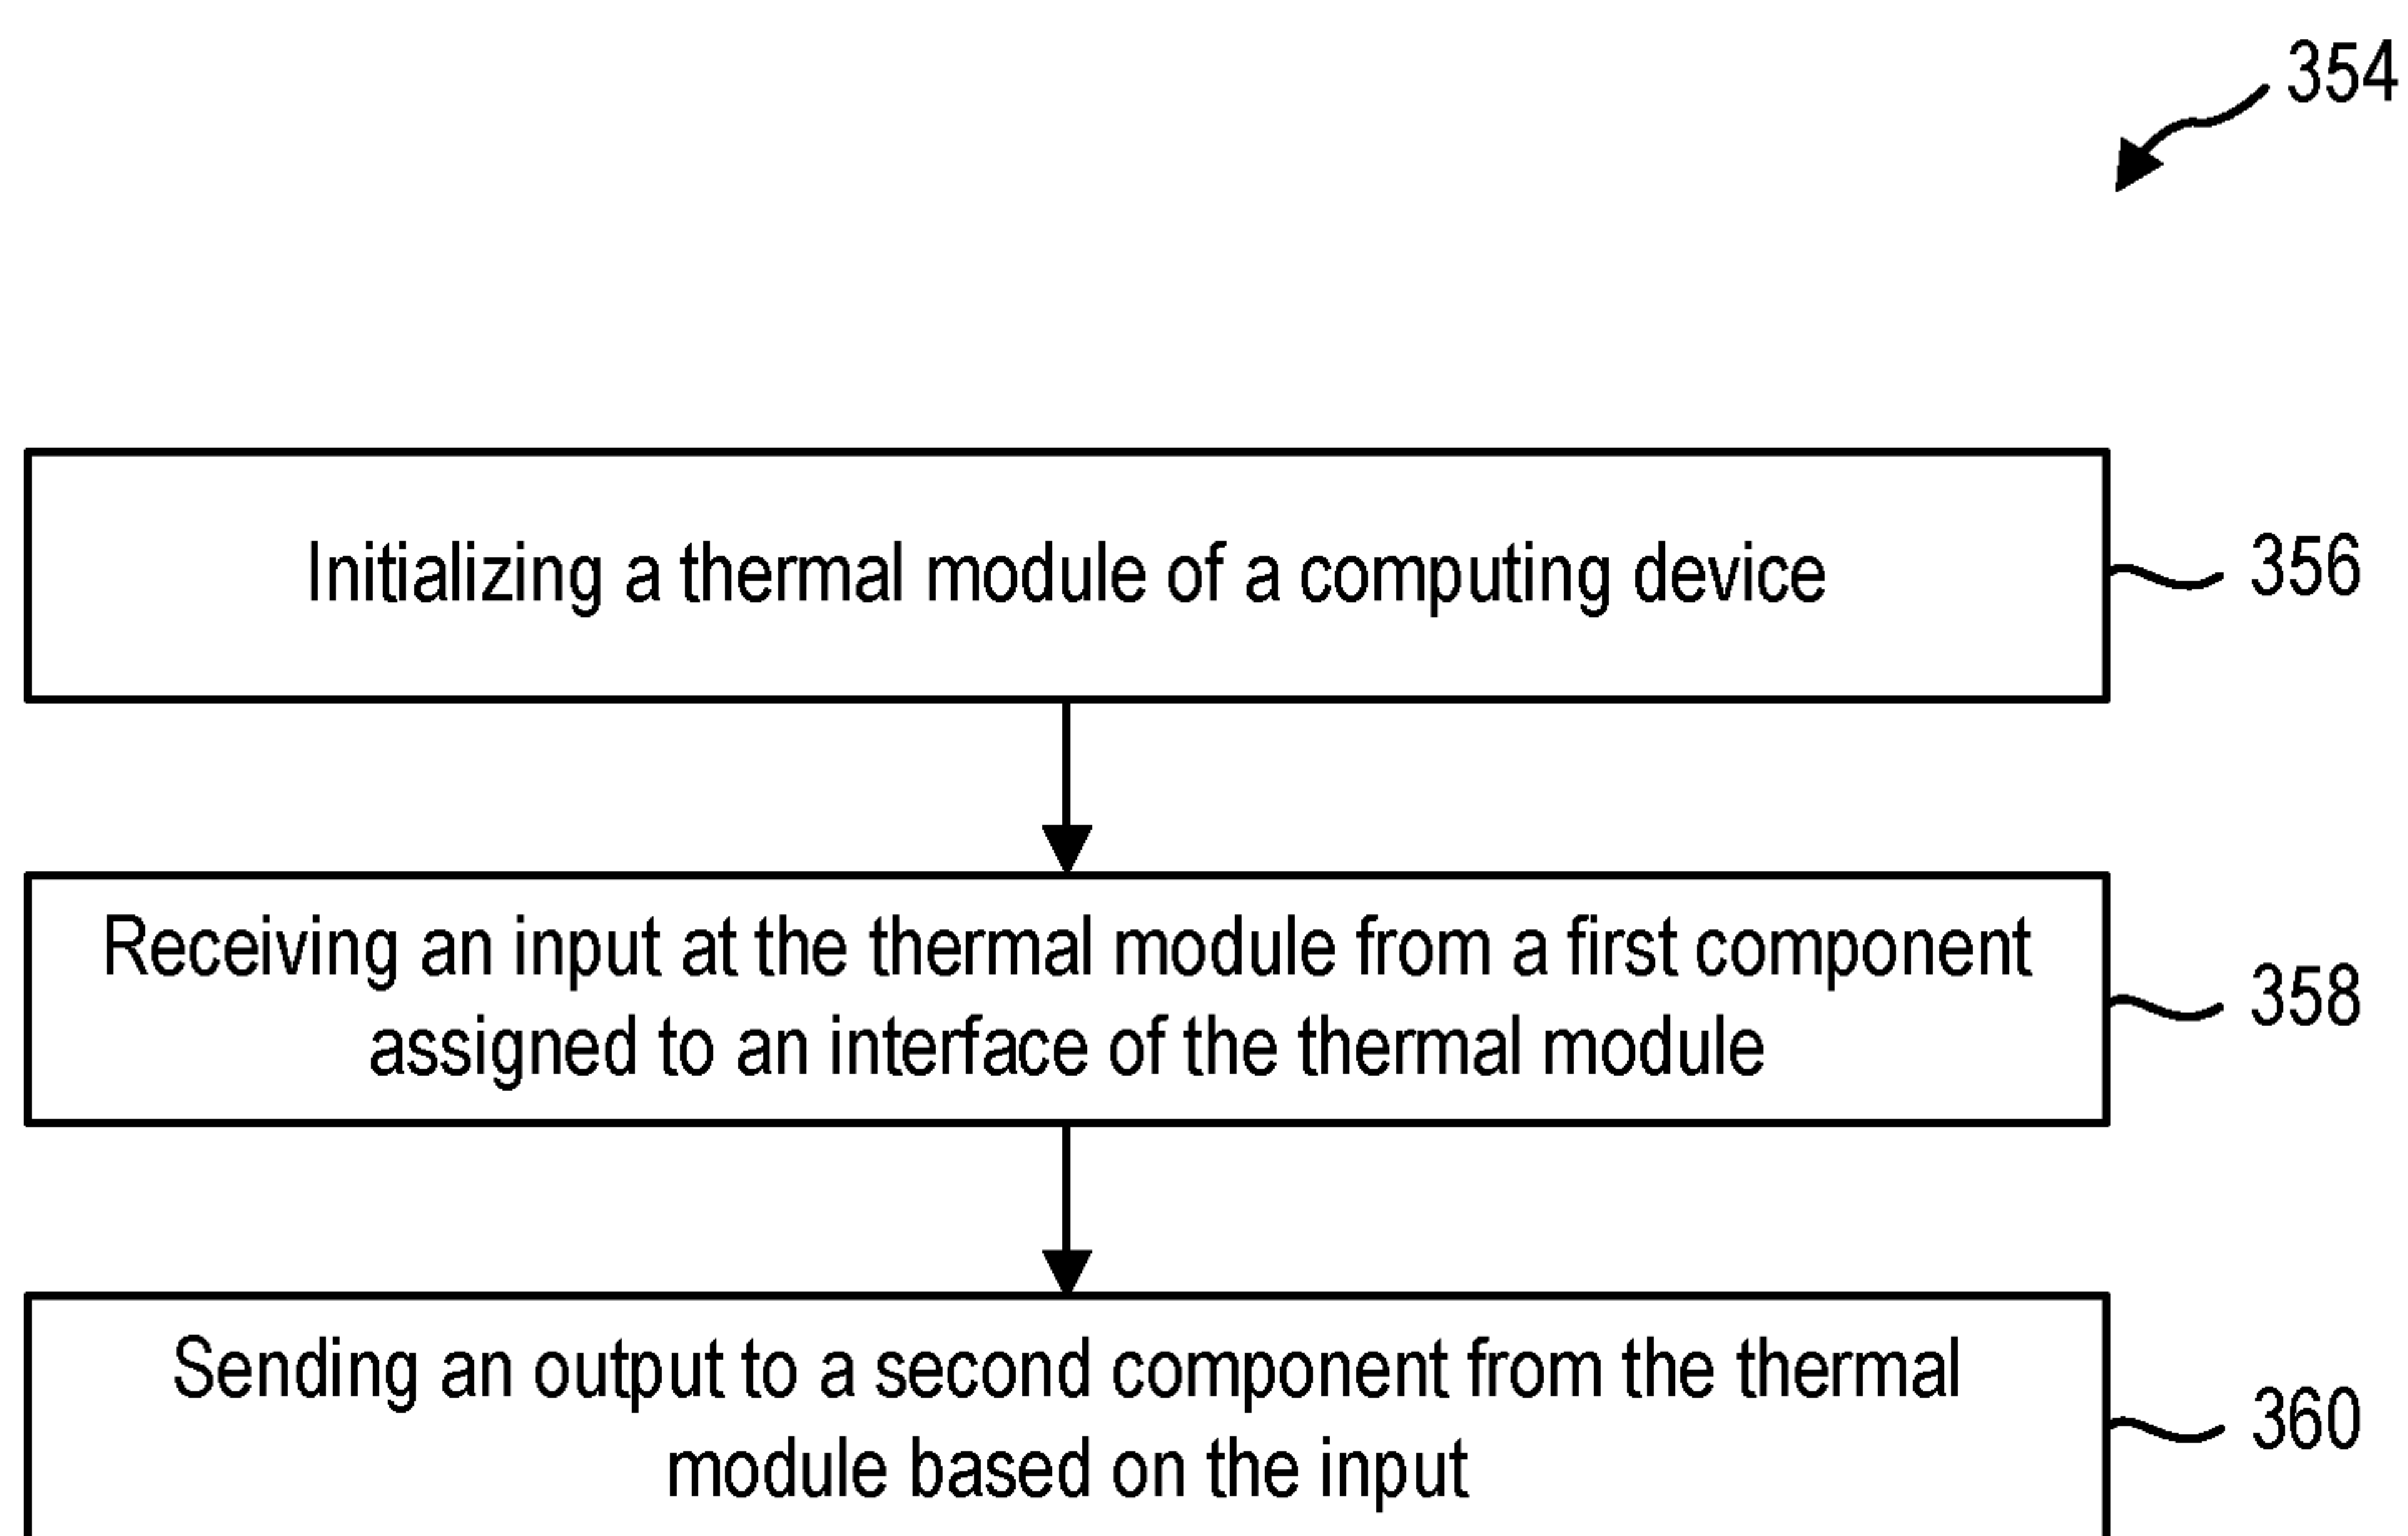 354
Initializing a thermal module of a computing device
356
Receiving an input at the thermal module from a first component
assigned to an interface of the thermal module
358
Sending an output to a second component from the thermal
module based on the input
360